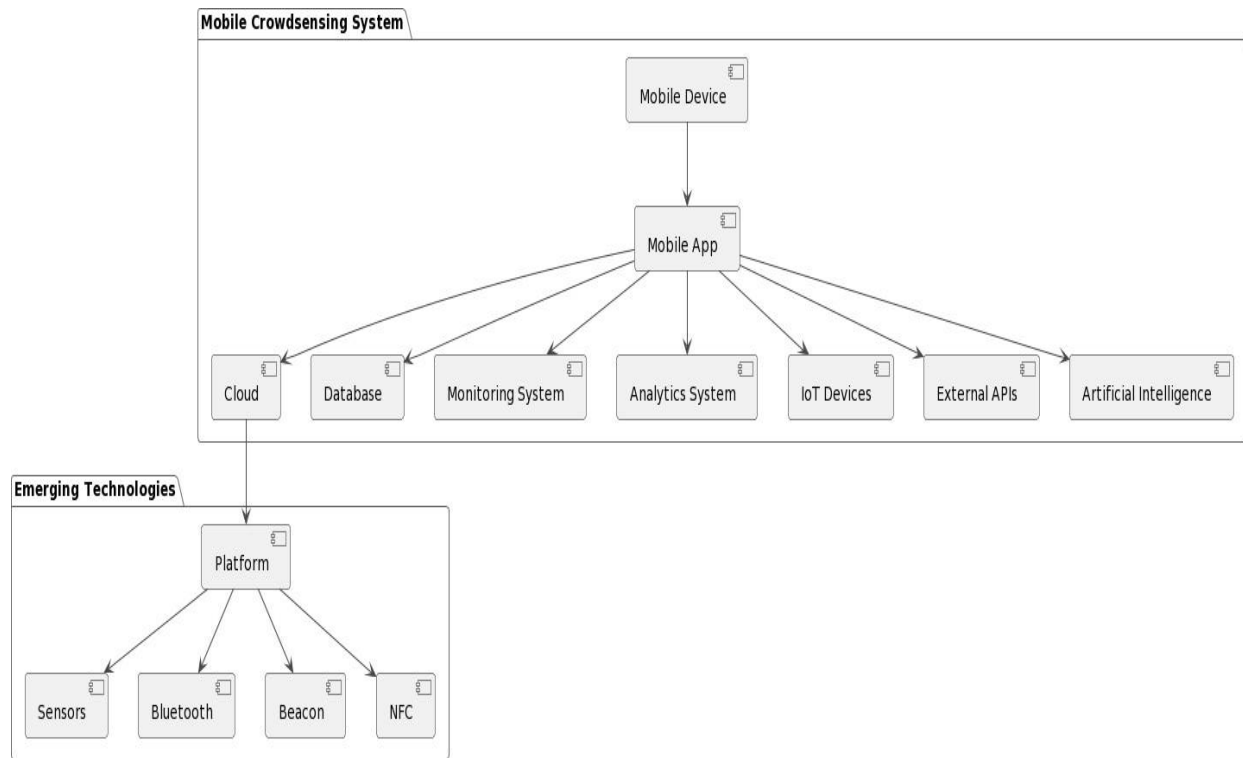 Mobile Crowdsensing System
Mobile Device
Mobile App
Cloud
Database
Monitoring System
Analytics System
IoT Devices
External APIs
Artificial Intelligence
Emerging Technologies
Platform
Sensors
Bluetooth
Beacon
NFC